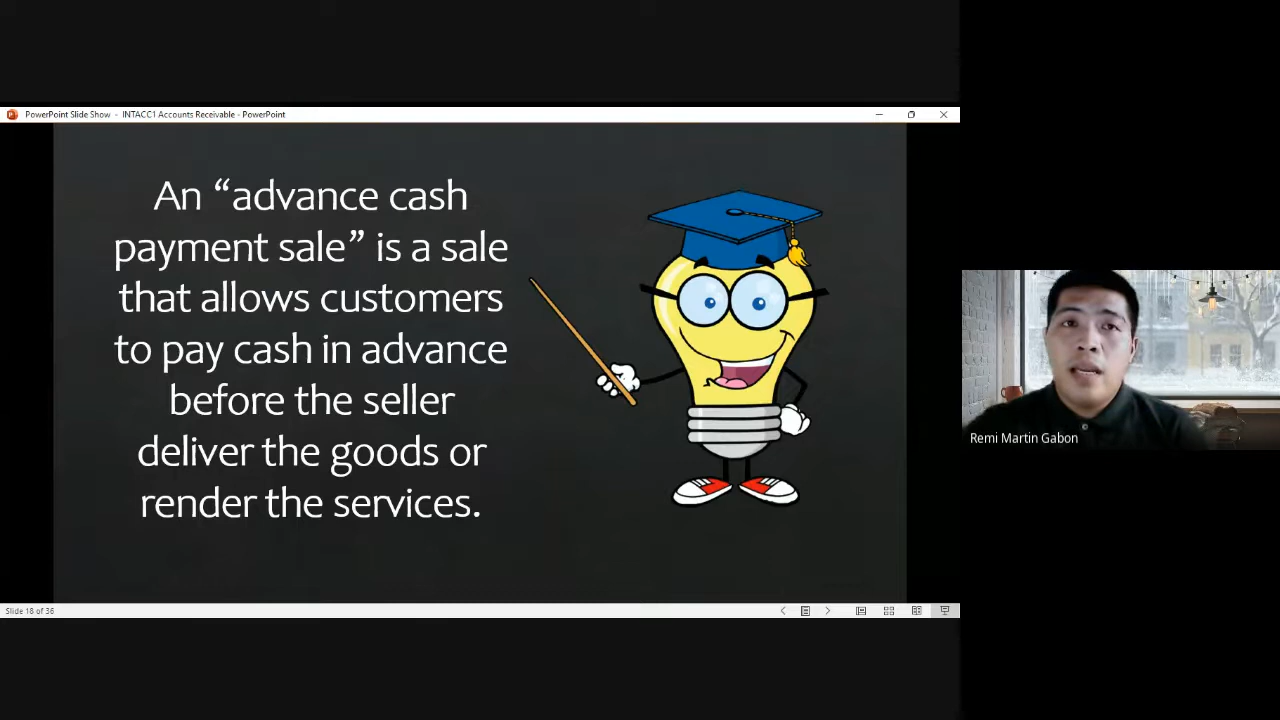 PowerPoint Slide Show - INTACC1 Accounts Receivable - PowerPoint
An “advance cash
payment sale” is a sale
that allows customers
to pay cash in advance
before the seller
deliver the goods or
render the services.
Remi Martin Gabon
Slide 18 of 36